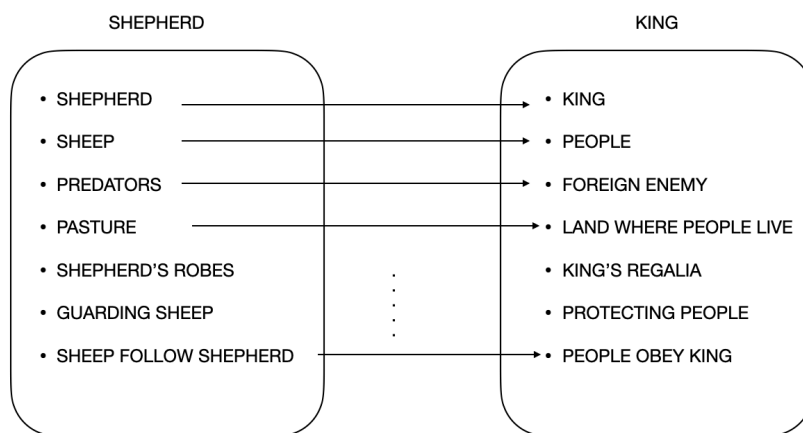 SHEPHERD
KING
• SHEPHERD
• SHEEP
• PREDATORS
• PASTURE
• SHEPHERD'S ROBES
• GUARDING SHEEP
• SHEEP FOLLOW SHEPHERD
• KING
• PEOPLE
• FOREIGN ENEMY
• LAND WHERE PEOPLE LIVE
• KING'S REGALIA
• PROTECTING PEOPLE
• PEOPLE OBEY KING